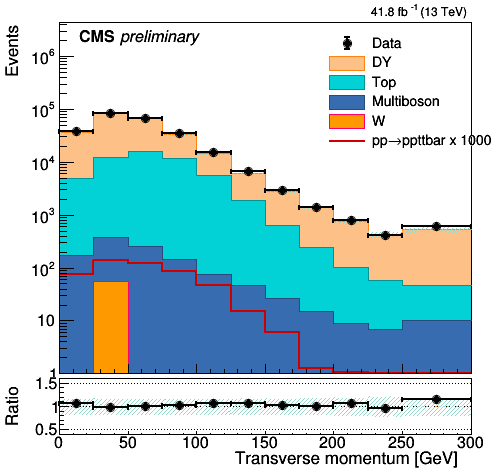 41.8 fb⁻¹ (13 TeV)
CMS preliminary
Events
10⁶
10⁵
10⁴
10³
10²
10
1
Data
DY
Top
Multiboson
W
pp→ppttbar x 1000
Ratio
1.5
1
0.5
0 50 100 150 200 250 300
Transverse momentum [GeV]